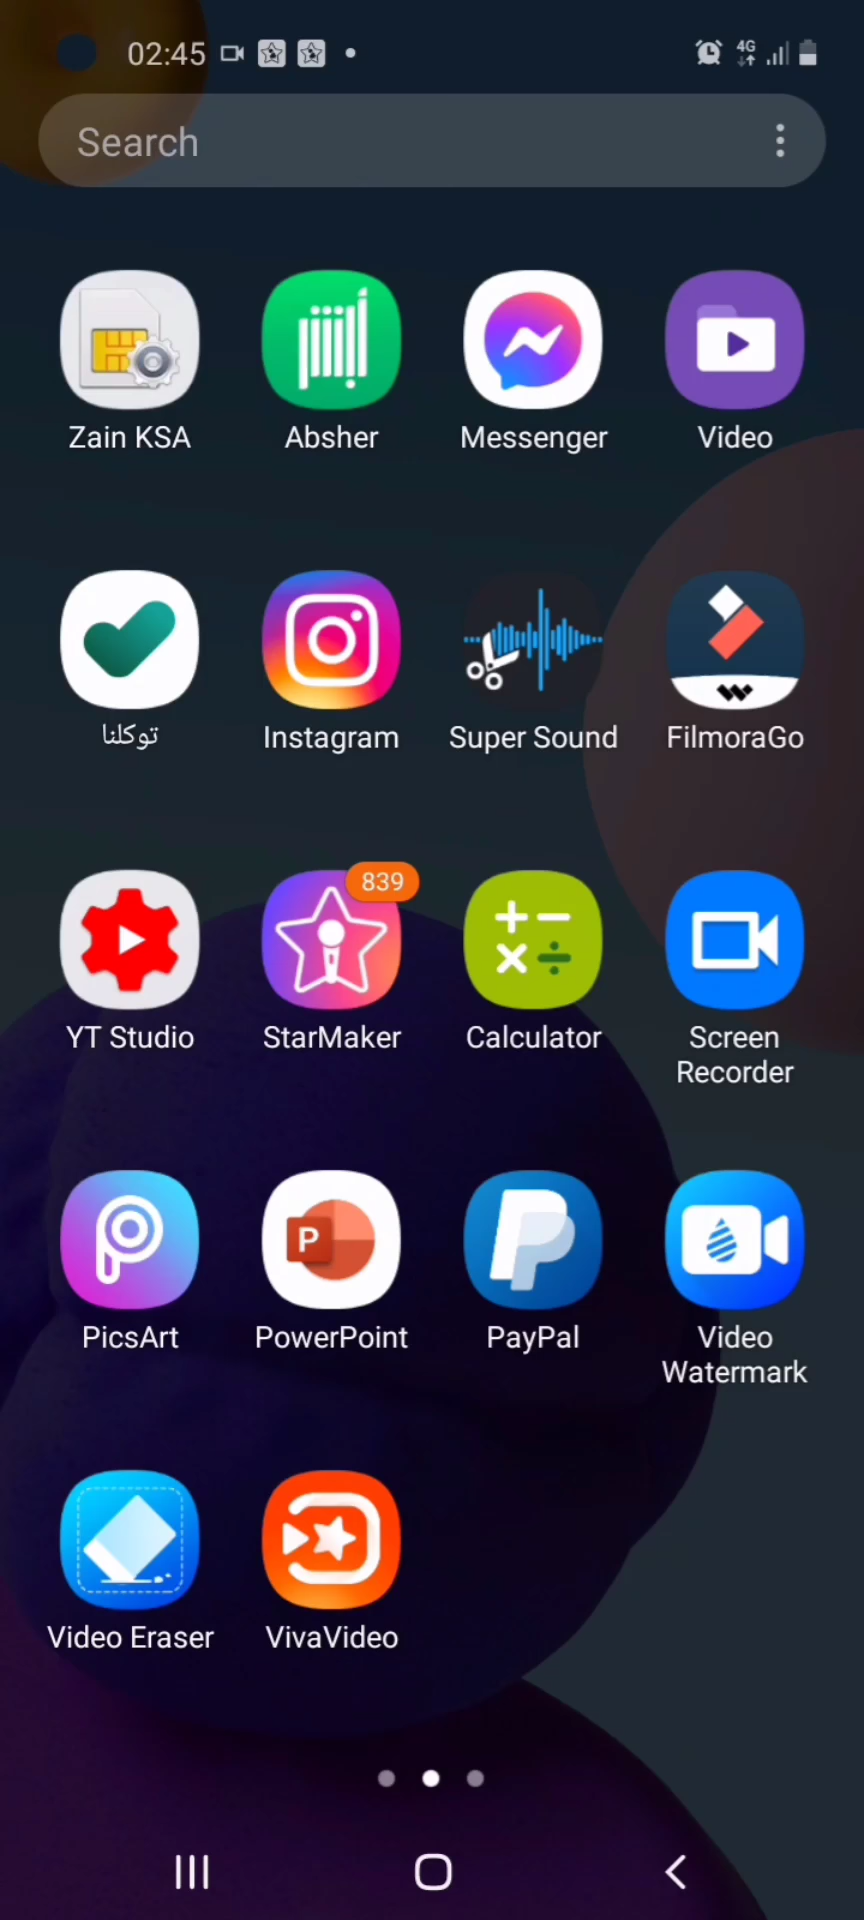 02:45
4G
Search
Zain KSA
Absher
Messenger
Video
توكلنا
Instagram
Super Sound
FilmoraGo
839
YT Studio
StarMaker
Calculator
Screen
Recorder
P
PicsArt
PowerPoint
PayPal
Video
Watermark
Video Eraser
VivaVideo